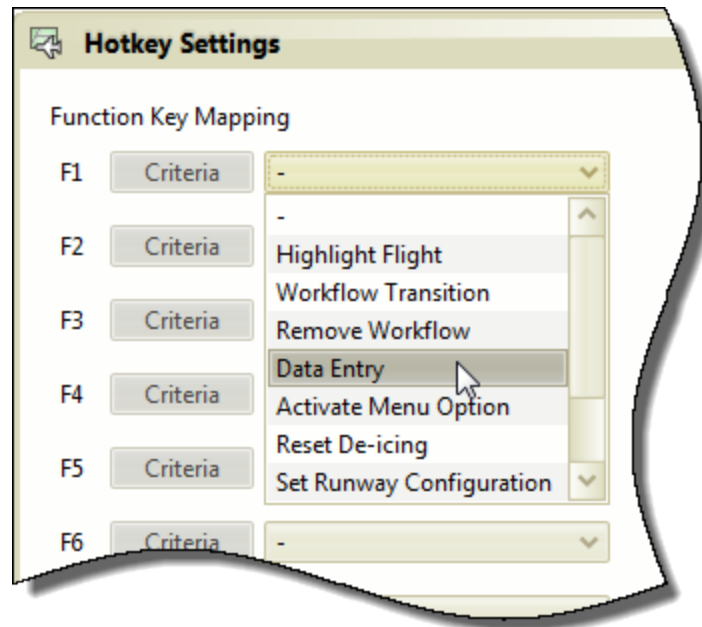 Hotkey Settings
Function Key Mapping
F1 Criteria -
-
F2 Criteria Highlight Flight
Workflow Transition
F3 Criteria Remove Workflow
Data Entry
F4 Criteria Activate Menu Option
Reset De-icing
F5 Criteria Set Runway Configuration
F6 Criteria -